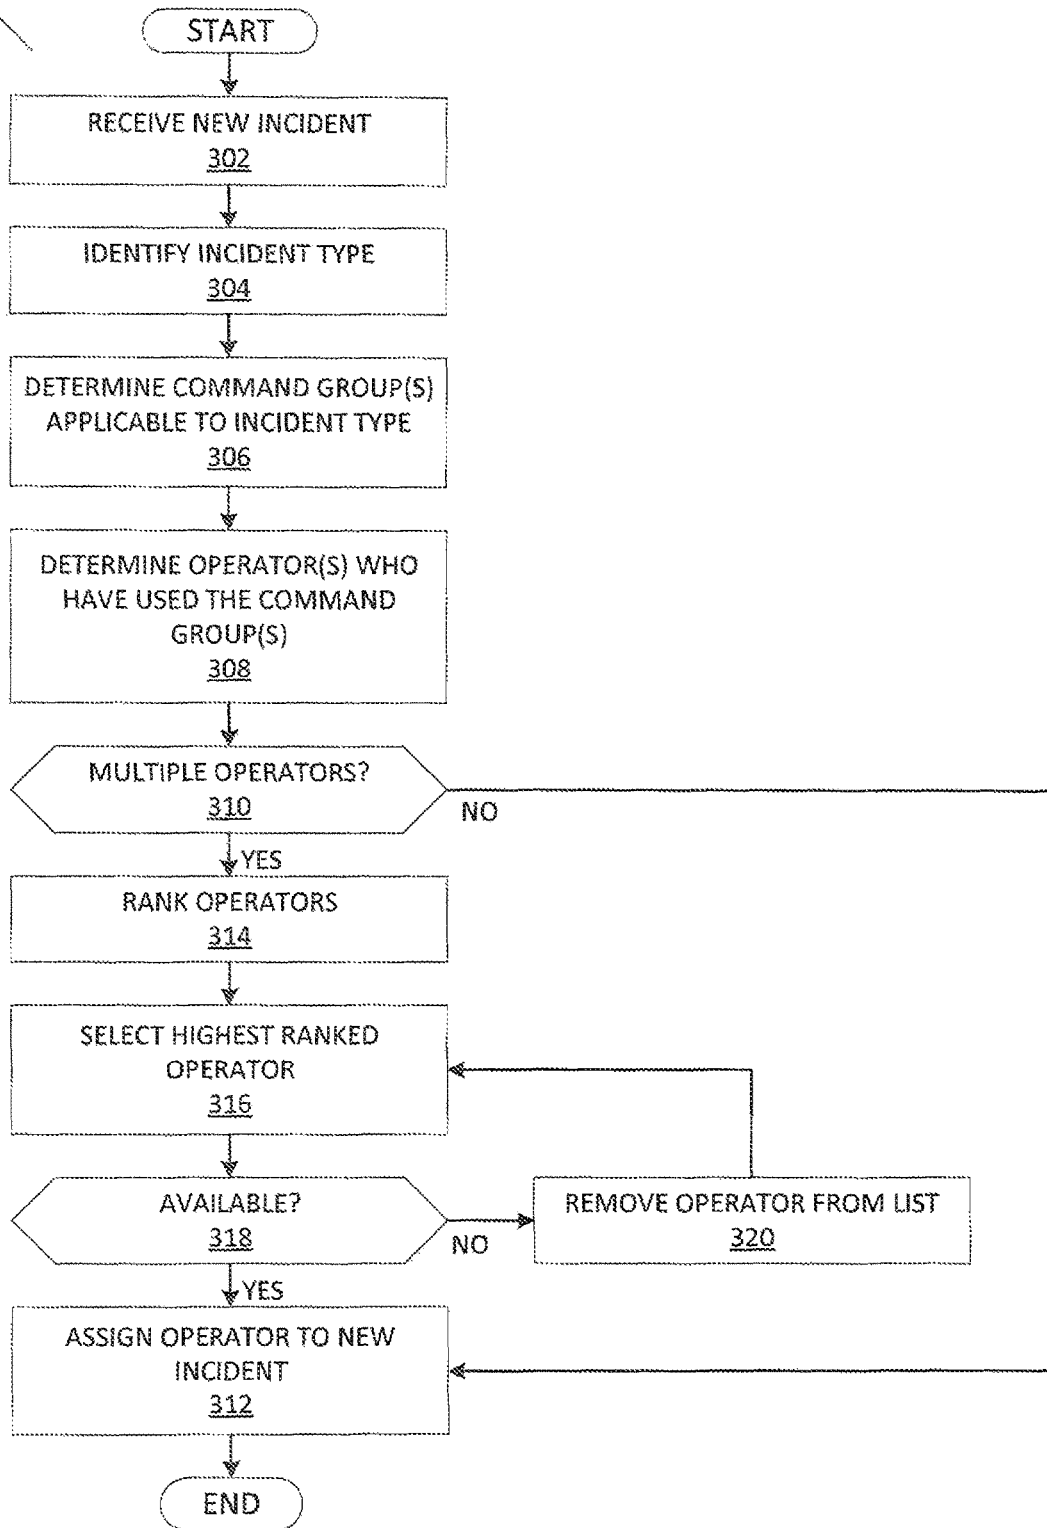 START
RECEIVE NEW INCIDENT
302
IDENTIFY INCIDENT TYPE
304
DETERMINE COMMAND GROUP(S)
APPLICABLE TO INCIDENT TYPE
306
DETERMINE OPERATOR(S) WHO
HAVE USED THE COMMAND
GROUP(S)
308
MULTIPLE OPERATORS?
310
NO
YES
RANK OPERATORS
314
SELECT HIGHEST RANKED
OPERATOR
316
AVAILABLE?
318
NO
REMOVE OPERATOR FROM LIST
320
YES
ASSIGN OPERATOR TO NEW
INCIDENT
312
END